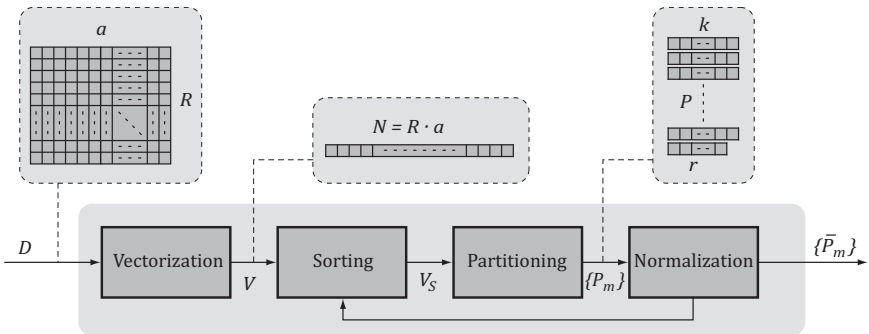 a
R
N = R · a
k
P
r
D
Vectorization
V
Sorting
V_S
Partitioning
{P_m}
Normalization
{P̄_m}